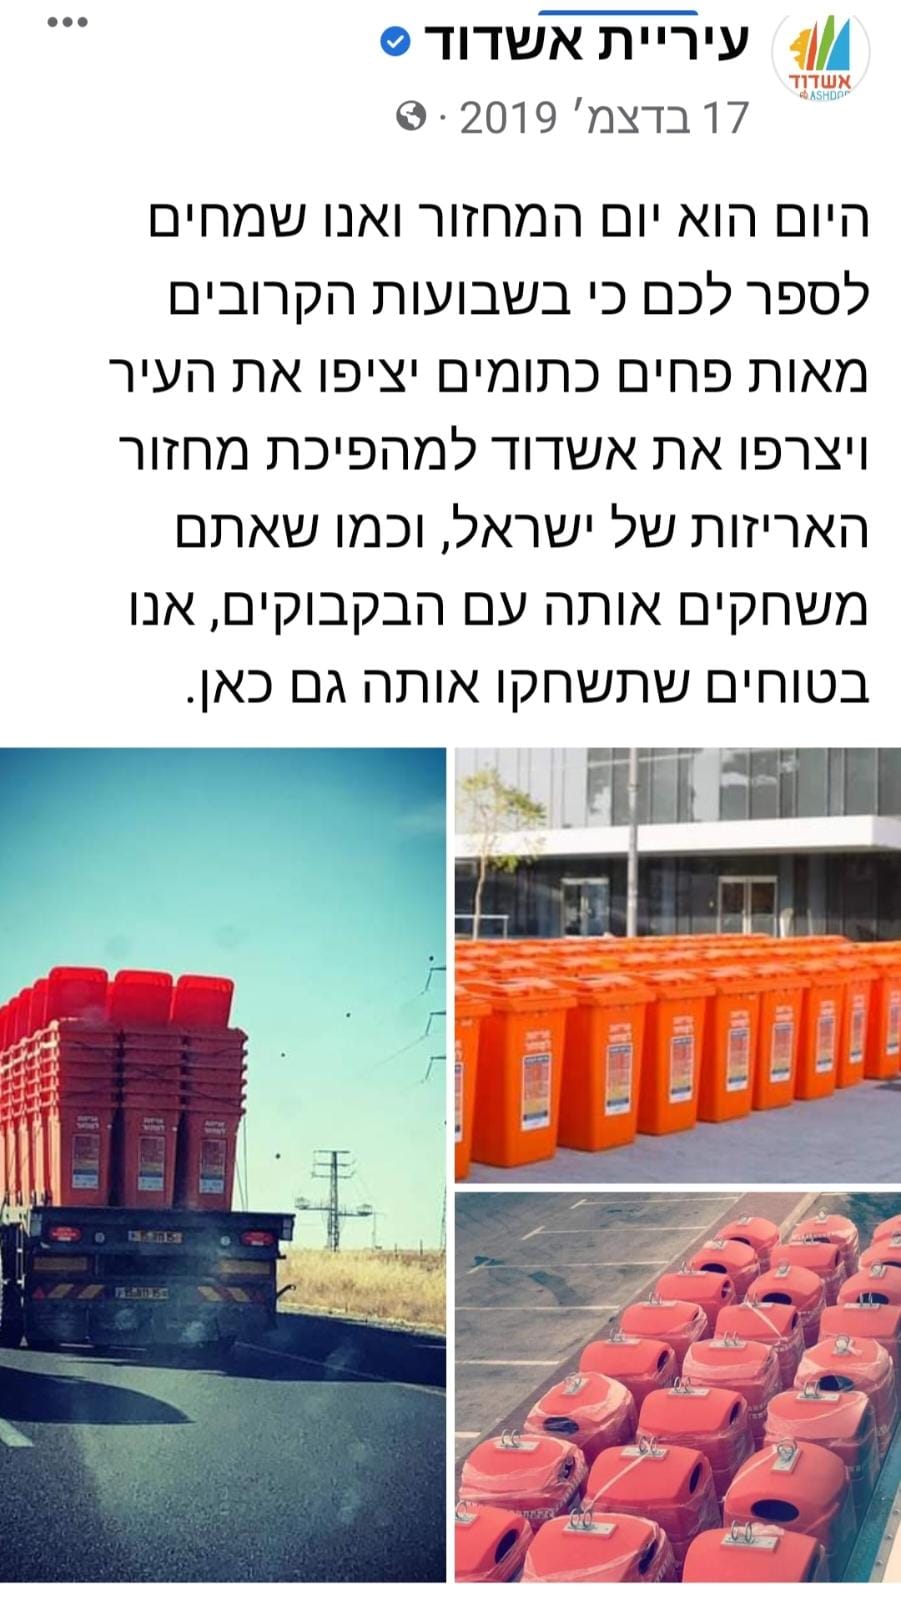 עיריית אשדוד
17 בדצמ׳ 2019
אשדוד
ASHDOD
היום הוא יום המחזור ואנו שמחים
לספר לכם כי בשבועות הקרובים
מאות פחים כתומים יציפו את העיר
ויצרפו את אשדוד למהפיכת מחזור
האריזות של ישראל, וכמו שאתם
משחקים אותה עם הבקבוקים, אנו
בטוחים שתשחקו אותה גם כאן.